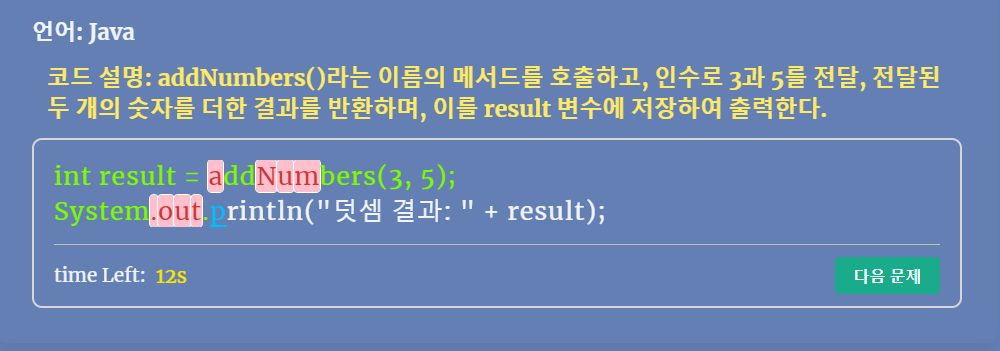 언어: Java
코드 설명: addNumbers()라는 이름의 메서드를 호출하고, 인수로 3과 5를 전달, 전달된
두 개의 숫자를 더한 결과를 반환하며, 이를 result 변수에 저장하여 출력한다.
int result = addNumbers(3, 5);
System.out.println("덧셈 결과: " + result);
time Left: 12s
다음 문제